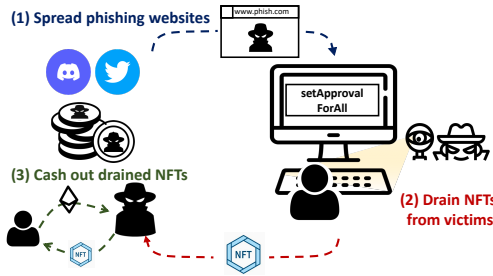 (1) Spread phishing websites
www.phish.com
setApproval
ForAll
(3) Cash out drained NFTs
(2) Drain NFTs
from victims
NFT
NFT